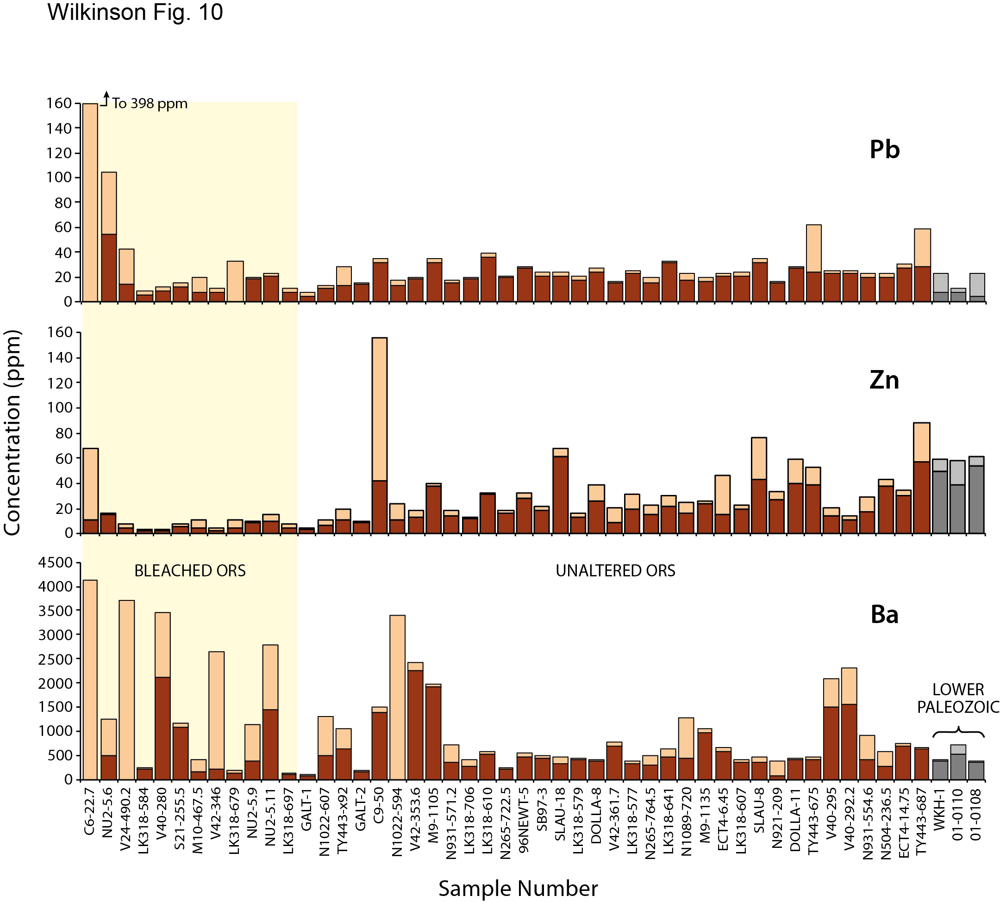 Wilkinson Fig. 10
160
140
120
100
80
60
40
20
0
To 398 ppm
Pb
160
140
120
100
80
60
40
20
0
Zn
Concentration (ppm)
4500
4000
3500
3000
2500
2000
1500
1000
500
0
BLEACHED ORS
UNALTERED ORS
Ba
LOWER
PALEOZOIC
C6-22.7
NU2-5.6
V24-490.2
LK318-584
V40-280
S21-255.5
M10-467.5
V42-346
LK318-679
NU2-5.9
NU2-5.11
LK318-697
GALT-1
N1022-607
TY443-x92
GALT-2
C9-50
N1022-594
V42-353.6
M9-1105
N931-571.2
LK318-706
LK318-610
N265-722.5
96NEWT-5
SB97-3
SLAU-18
LK318-579
DOLLA-8
V42-361.7
LK318-577
N265-764.5
LK318-641
N1089-720
M9-1135
ECT4-6.45
LK318-607
SLAU-8
N921-209
DOLLA-11
TY443-675
V40-295
V40-292.2
N931-554.6
N504-236.5
ECT4-14.75
TY443-687
WKH-1
01-0110
01-0108
Sample Number